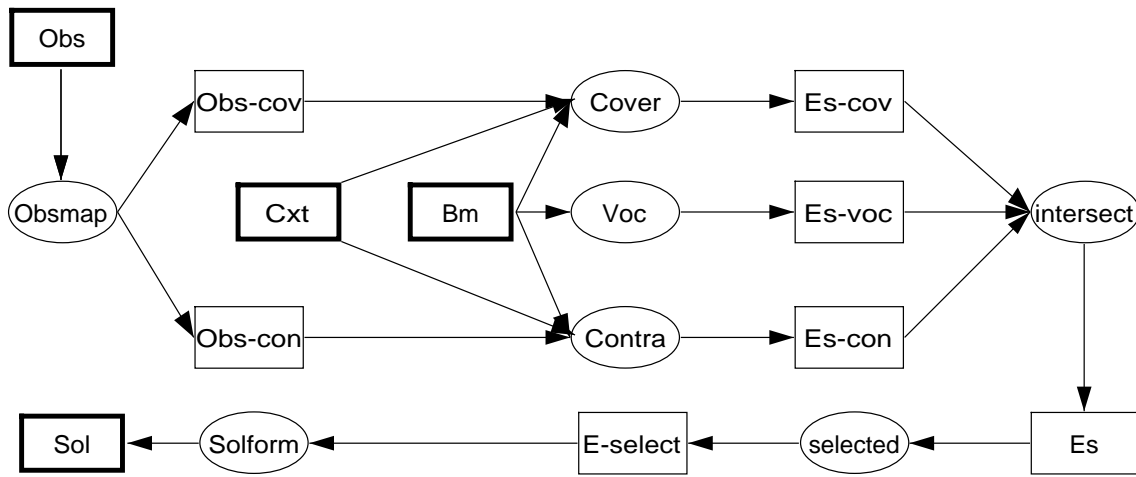 Obs
Obs-cov
Cover
Es-cov
Obsmap
Cxt
Bm
Voc
Es-voc
intersect
Obs-con
Contra
Es-con
Sol
Solform
E-select
selected
Es